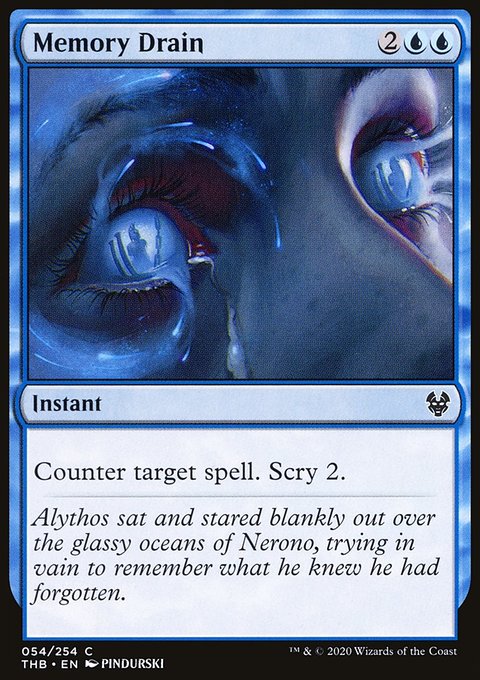 Memory Drain 2
Instant
Counter target spell. Scry 2.
Alythos sat and stared blankly out over
the glassy oceans of Nerono, trying in
vain to remember what he knew he had
forgotten.
054/254 C
THB • EN PINDURSKI
™ & © 2020 Wizards of the Coast